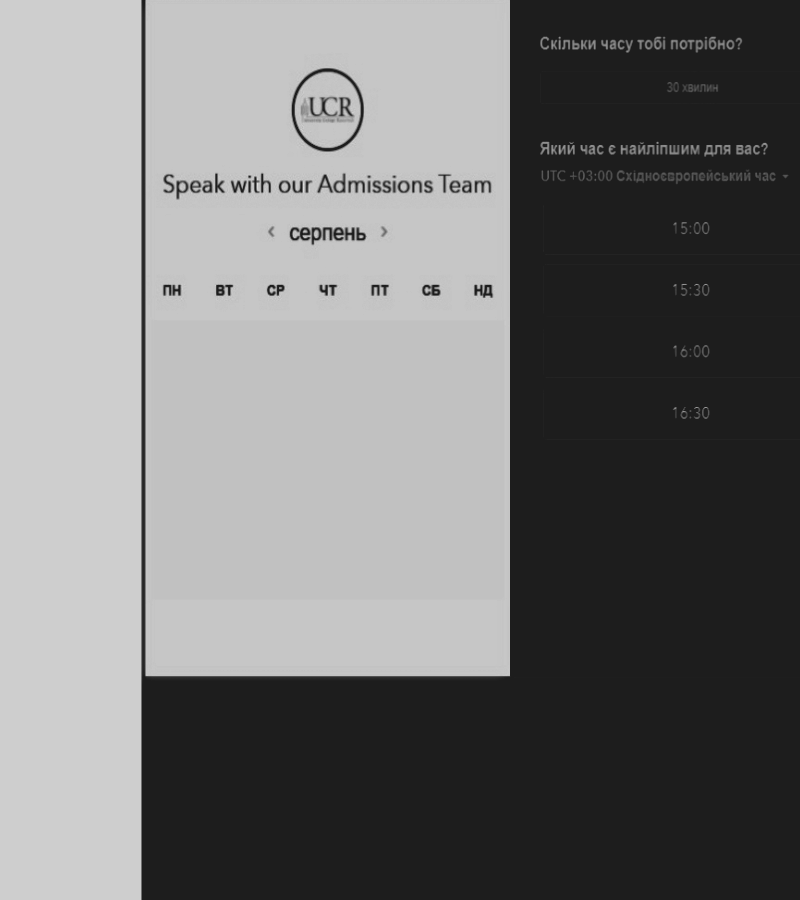 UCR
Speak with our Admissions Team
серпень
ПН ВТ СР ЧТ ПТ СБ НД
Скільки часу тобі потрібно?
30 хвилин
Який час є найліпшим для вас?
UTC +03:00 Східноєвропейський час
15:00
15:30
16:00
16:30